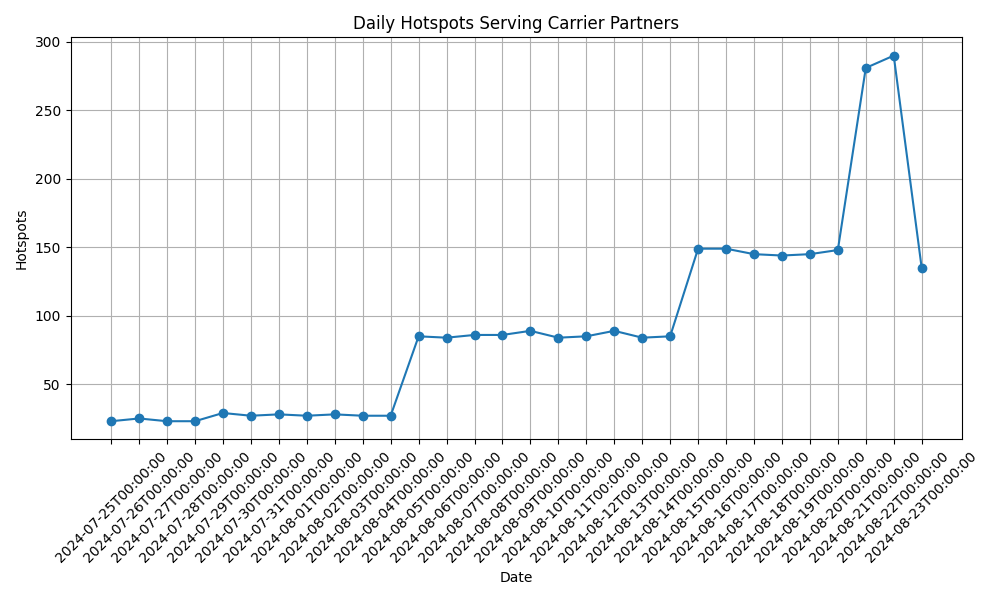 Daily Hotspots Serving Carrier Partners
300
250
200
150
100
50
Hotspots
2024-07-25T00:00:00
2024-07-26T00:00:00
2024-07-27T00:00:00
2024-07-28T00:00:00
2024-07-29T00:00:00
2024-07-30T00:00:00
2024-07-31T00:00:00
2024-08-01T00:00:00
2024-08-02T00:00:00
2024-08-03T00:00:00
2024-08-04T00:00:00
2024-08-05T00:00:00
2024-08-06T00:00:00
2024-08-07T00:00:00
2024-08-08T00:00:00
2024-08-09T00:00:00
2024-08-10T00:00:00
2024-08-11T00:00:00
2024-08-12T00:00:00
2024-08-13T00:00:00
2024-08-14T00:00:00
2024-08-15T00:00:00
2024-08-16T00:00:00
2024-08-17T00:00:00
2024-08-18T00:00:00
2024-08-19T00:00:00
2024-08-20T00:00:00
2024-08-21T00:00:00
2024-08-22T00:00:00
2024-08-23T00:00:00
Date